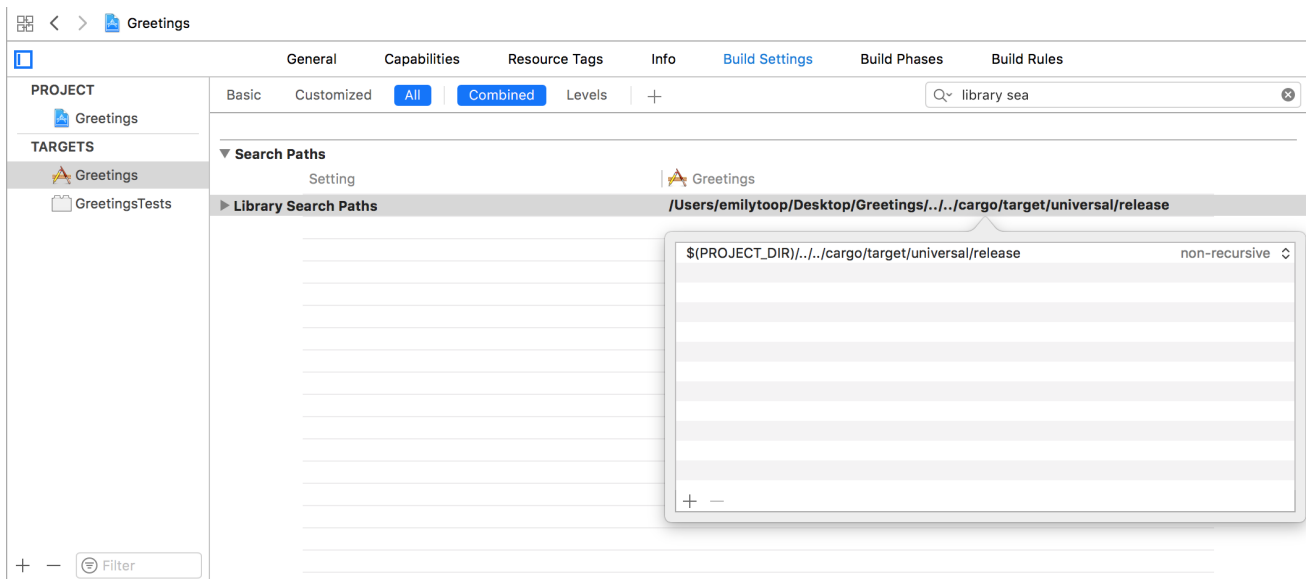 Greetings
General Capabilities Resource Tags Info Build Settings Build Phases Build Rules
PROJECT
Greetings
TARGETS
Greetings
GreetingsTests
Basic Customized All Combined Levels library sea
Search Paths
Setting Greetings
Library Search Paths /Users/emilytoop/Desktop/Greetings/../../cargo/target/universal/release
$(PROJECT_DIR)/../../cargo/target/universal/release non-recursive
Filter